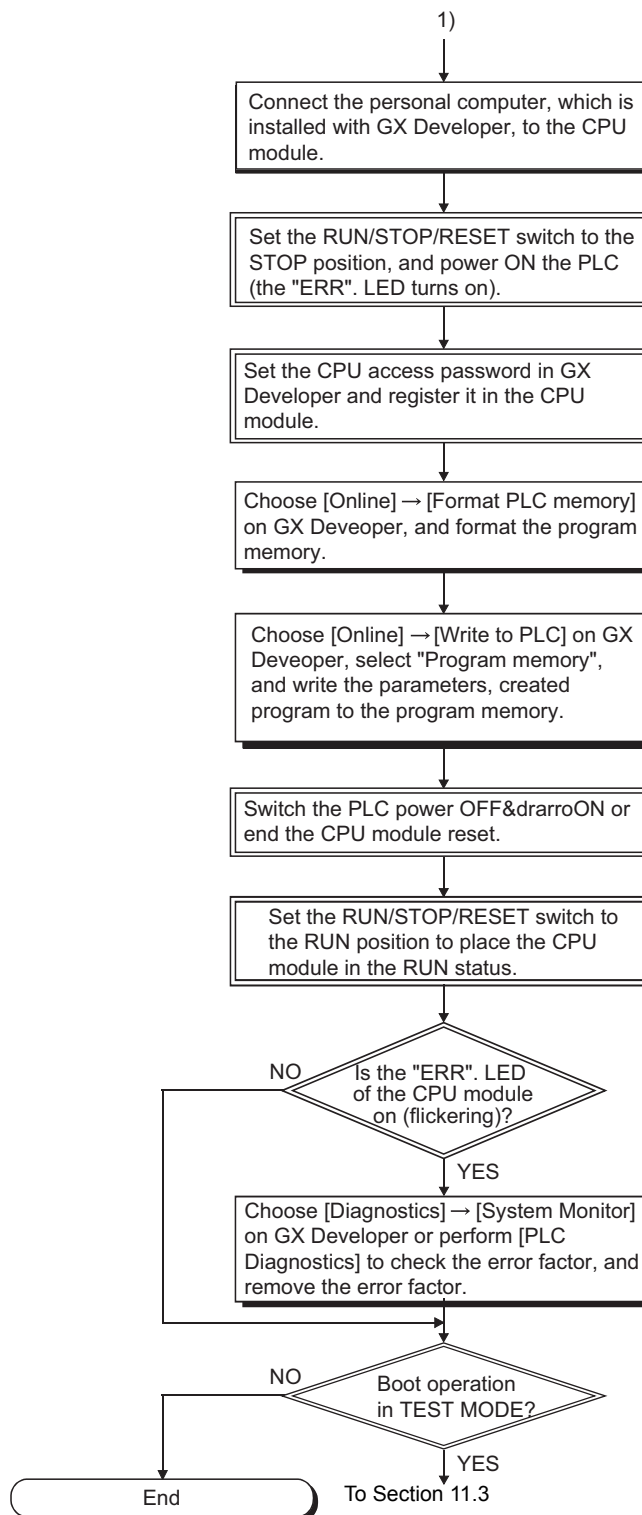 1)
Connect the personal computer, which is
installed with GX Developer, to the CPU
module.
Set the RUN/STOP/RESET switch to the
STOP position, and power ON the PLC
(the "ERR". LED turns on).
Set the CPU access password in GX
Developer and register it in the CPU
module.
Choose [Online] → [Format PLC memory]
on GX Deveoper, and format the program
memory.
Choose [Online] → [Write to PLC] on GX
Deveoper, select "Program memory",
and write the parameters, created
program to the program memory.
Switch the PLC power OFF&drarroON or
end the CPU module reset.
Set the RUN/STOP/RESET switch to
the RUN position to place the CPU
module in the RUN status.
NO
Is the "ERR". LED
of the CPU module
on (flickering)?
YES
Choose [Diagnostics] → [System Monitor]
on GX Developer or perform [PLC
Diagnostics] to check the error factor, and
remove the error factor.
NO
Boot operation
in TEST MODE?
YES
End
To Section 11.3